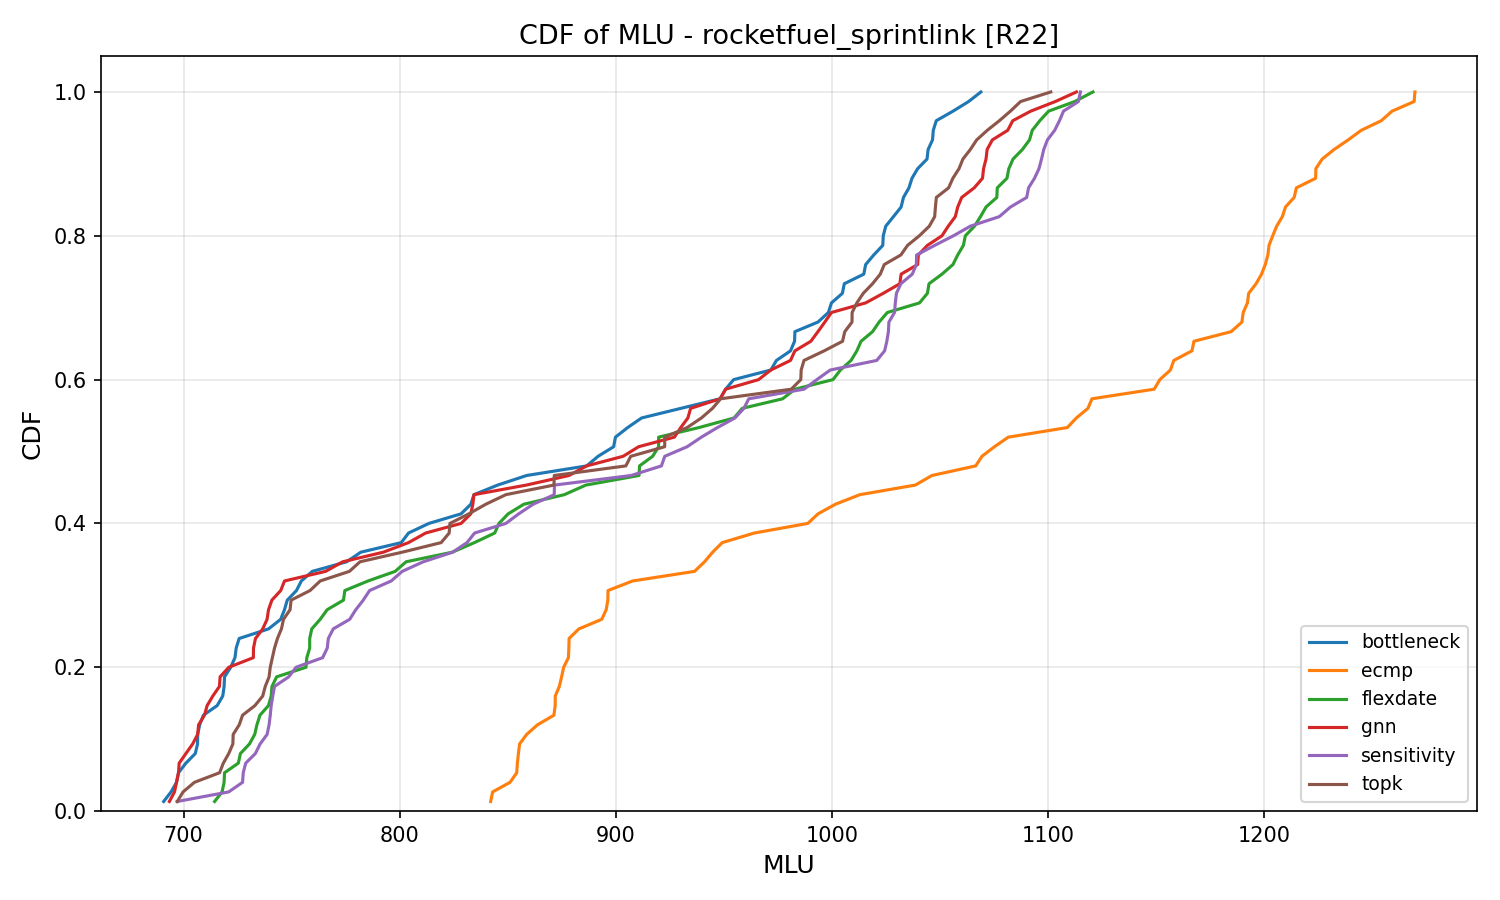 CDF of MLU - rocketfuel_sprintlink [R22]
CDF
1.0
0.8
0.6
0.4
0.2
0.0
700 800 900 1000 1100 1200
MLU
bottleneck
ecmp
flexdate
gnn
sensitivity
topk